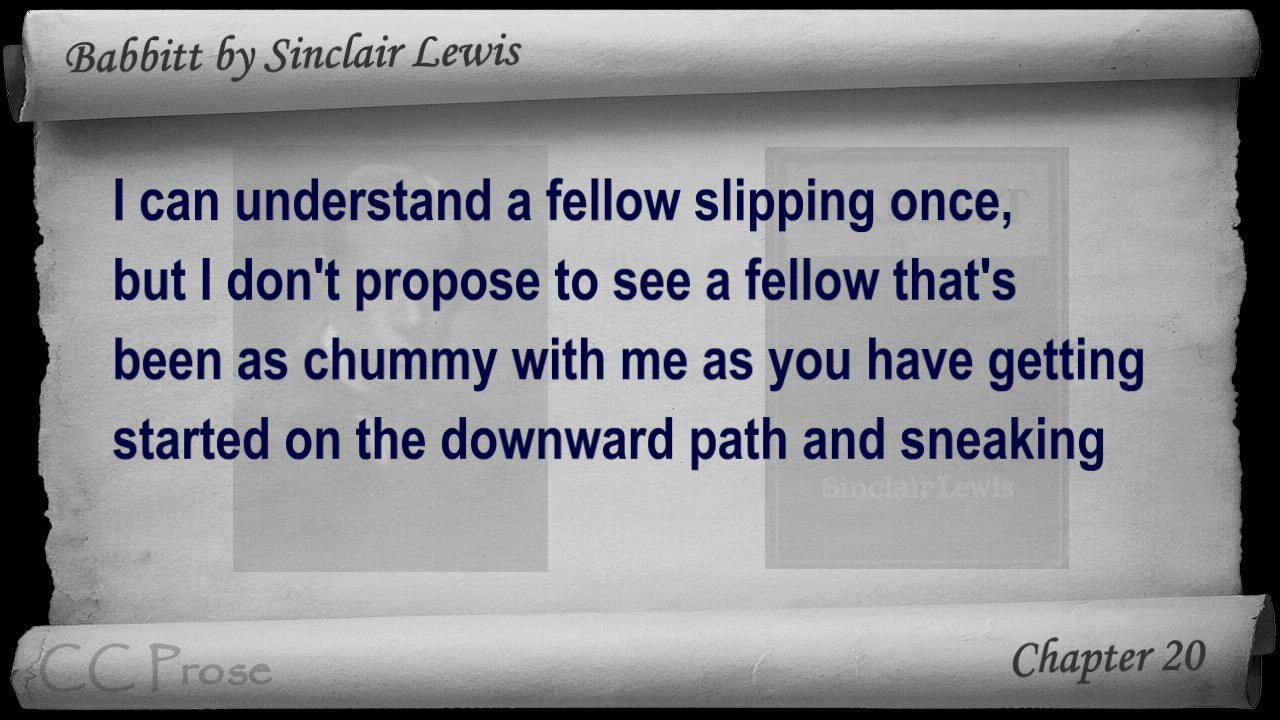 Babbitt by Sinclair Lewis
I can understand a fellow slipping once,
but I don't propose to see a fellow that's
been as chummy with me as you have getting
started on the downward path and sneaking
Sinclair Lewis
CC Prose
Chapter 20